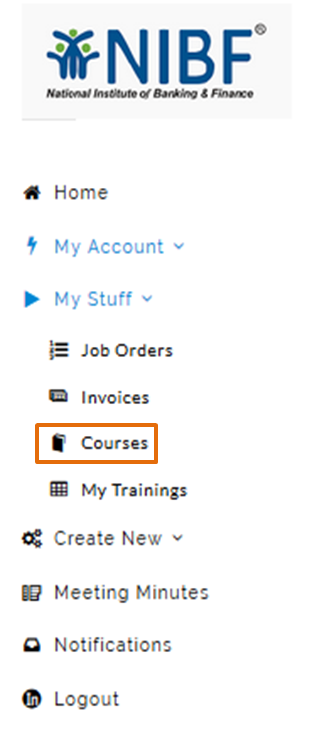 NIBF®
National Institute of Banking & Finance
Home
My Account
My Stuff
Job Orders
Invoices
Courses
My Trainings
Create New
Meeting Minutes
Notifications
Logout